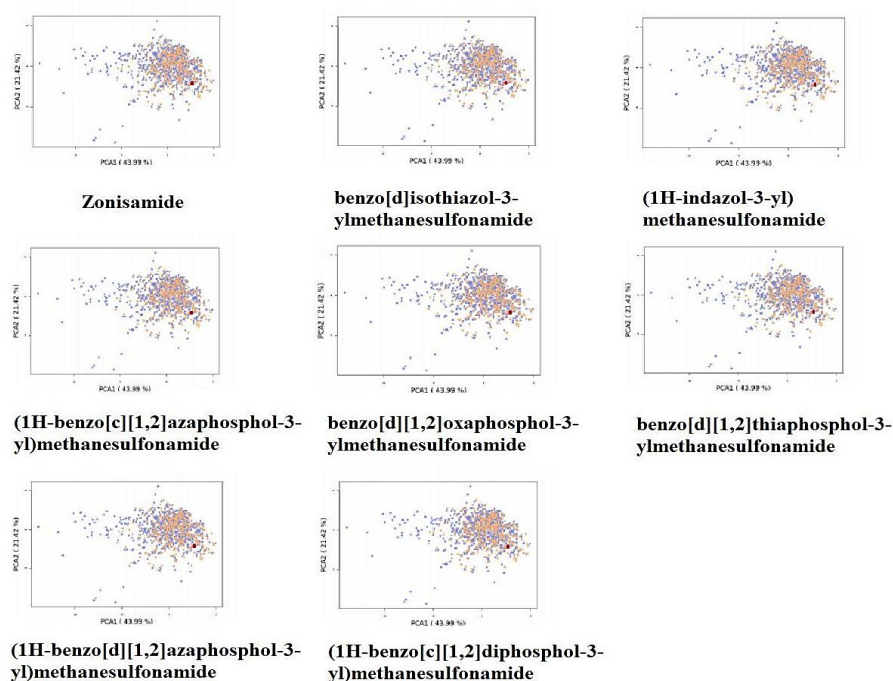 PCA2 ( 21.42 %)
PCA1 ( 43.99 %)
Zonisamide
PCA2 ( 21.42 %)
PCA1 ( 43.99 %)
benzo[d]isothiazol-3-
ylmethanesulfonamide
PCA2 ( 21.42 %)
PCA1 ( 43.99 %)
(1H-indazol-3-yl)
methanesulfonamide
PCA2 ( 21.42 %)
PCA1 ( 43.99 %)
(1H-benzo[c][1,2]azaphosphol-3-
yl)methanesulfonamide
PCA2 ( 21.42 %)
PCA1 ( 43.99 %)
benzo[d][1,2]oxaphosphol-3-
ylmethanesulfonamide
PCA2 ( 21.42 %)
PCA1 ( 43.99 %)
benzo[d][1,2]thiaphosphol-3-
ylmethanesulfonamide
PCA2 ( 21.42 %)
PCA1 ( 43.99 %)
(1H-benzo[d][1,2]azaphosphol-3-
yl)methanesulfonamide
PCA2 ( 21.42 %)
PCA1 ( 43.99 %)
(1H-benzo[c][1,2]diphosphol-3-
yl)methanesulfonamide